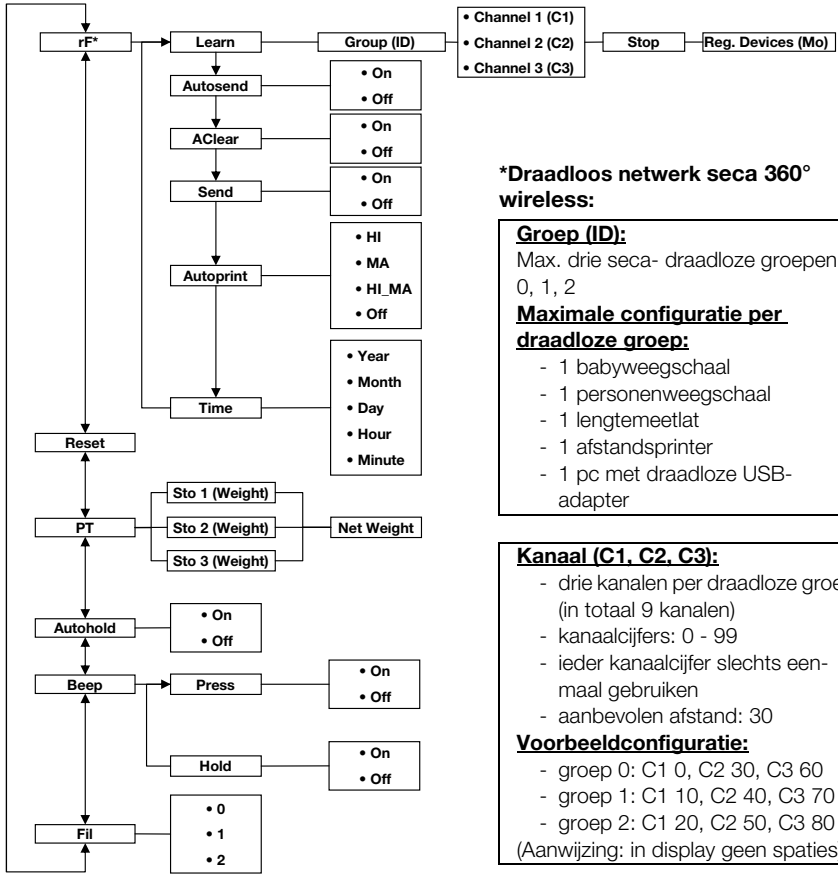 • Channel 1 (C1)
rF*
Learn
Group (ID)
• Channel 2 (C2)
Stop
Reg. Devices (Mo)
• Channel 3 (C3)
Autosend
• On
• Off
AClear
• On
• Off
Send
• On
• Off
Autoprint
• HI
• MA
• HI_MA
• Off
Time
• Year
• Month
• Day
• Hour
• Minute
Reset
PT
Sto 1 (Weight)
Sto 2 (Weight)
Sto 3 (Weight)
Net Weight
Autohold
• On
• Off
Beep
Press
• On
• Off
Hold
• On
• Off
Fil
• 0
• 1
• 2
*Draadloos netwerk seca 360°
wireless:
Groep (ID):
Max. drie seca- draadloze groepen
0, 1, 2
Maximale configuratie per
draadloze groep:
- 1 babyweegschaal
- 1 personenweegschaal
- 1 lengtemeetlat
- 1 afstandsprinter
- 1 pc met draadloze USB-
adapter
Kanaal (C1, C2, C3):
- drie kanalen per draadloze
(in totaal 9 kanalen)
- kanaalcijfers: 0 - 99
- ieder kanaalcijfer slechts een-
maal gebruiken
- aanbevolen afstand: 30
Voorbeeldconfiguratie:
- groep 0: C1 0, C2 30, C3 60
- groep 1: C1 10, C2 40, C3 70
- groep 2: C1 20, C2 50, C3 80
(Aanwijzing: in display geen spaties